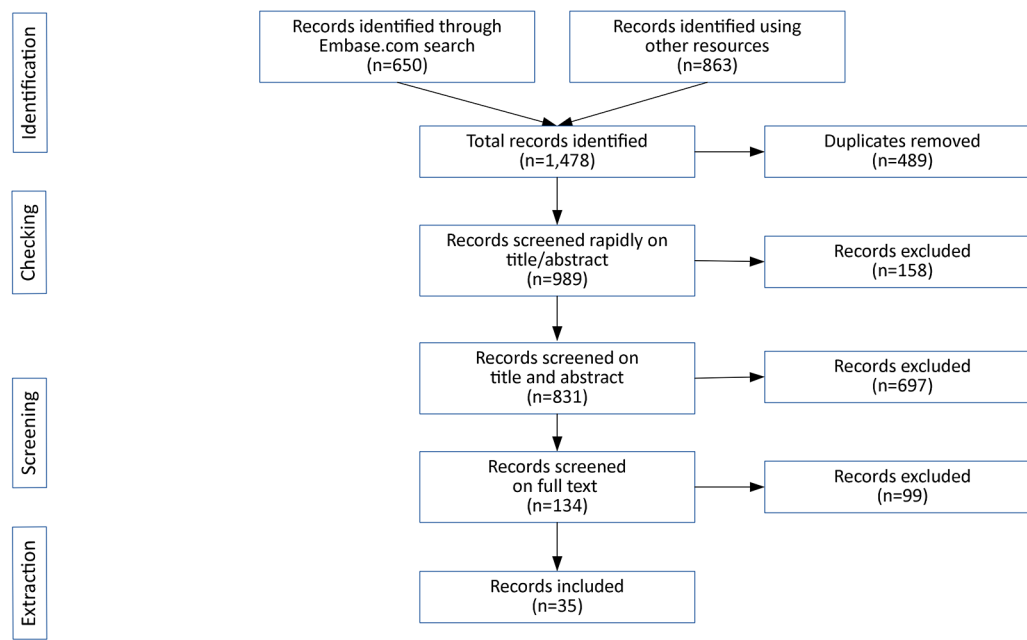 Identification
Records identified through
Embase.com search
(n=650)
Records identified using
other resources
(n=863)
Total records identified
(n=1,478)
Duplicates removed
(n=489)
Checking
Records screened rapidly on
title/abstract
(n=989)
Records excluded
(n=158)
Screening
Records screened on
title and abstract
(n=831)
Records excluded
(n=697)
Records screened
on full text
(n=134)
Records excluded
(n=99)
Extraction
Records included
(n=35)